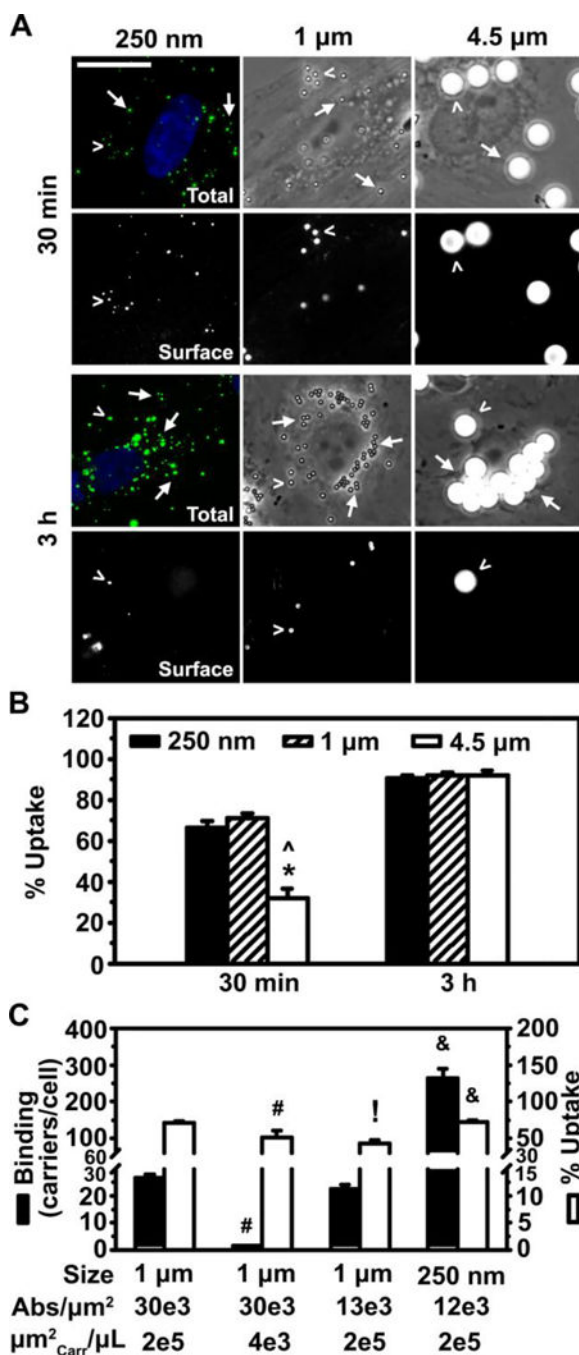 A
250 nm 1 µm 4.5 µm
30 min
Total
Surface
3 h
Total
Surface
B
120
100
80
60
40
20
0
% Uptake
250 nm 1 µm 4.5 µm
^
*
30 min 3 h
C
400
300
200
100
60
30
20
10
0
Binding
(carriers/cell)
200
150
100
50
30
15
10
5
0
% Uptake
# # ! & &
Size 1 µm 1 µm 1 µm 250 nm
Abs/µm² 30e3 30e3 13e3 12e3
µm²Carr/µL 2e5 4e3 2e5 2e5